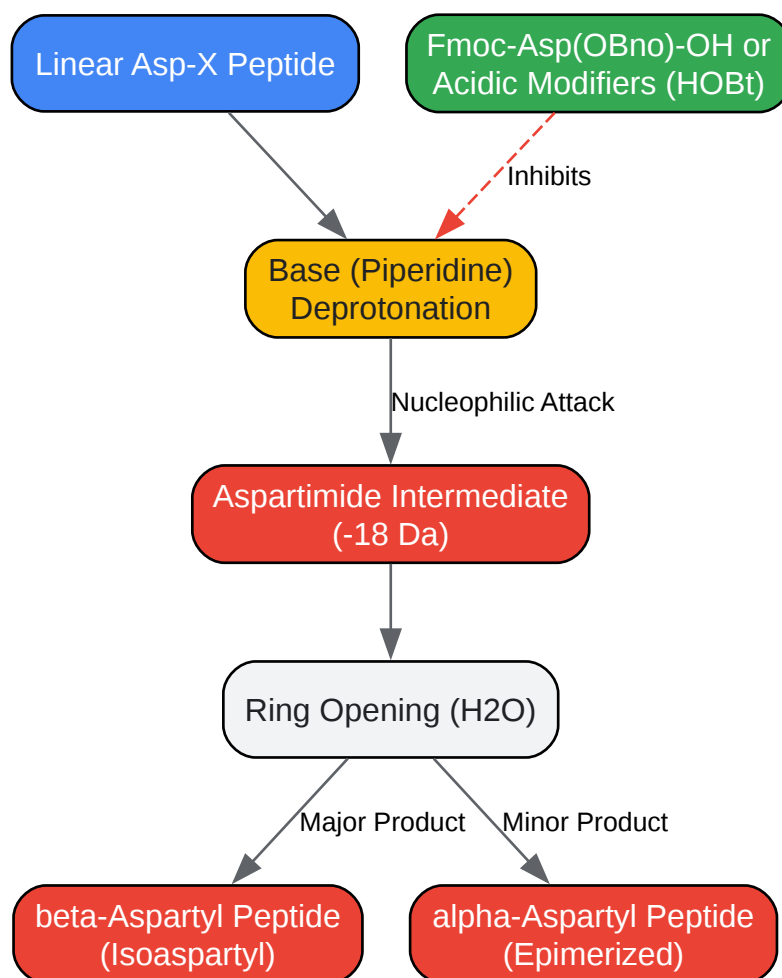 Linear Asp-X Peptide
Fmoc-Asp(OBno)-OH or
Acidic Modifiers (HOBt)
Inhibits
Base (Piperidine)
Deprotonation
Nucleophilic Attack
Aspartimide Intermediate
(-18 Da)
Ring Opening (H2O)
Major Product
Minor Product
beta-Aspartyl Peptide
(Isoaspartyl)
alpha-Aspartyl Peptide
(Epimerized)